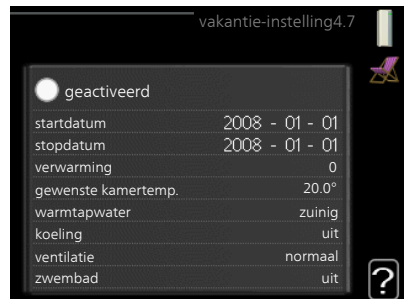 vakantie-instelling4.7
geactiveerd
startdatum 2008 - 01 - 01
stopdatum 2008 - 01 - 01
verwarming 0
gewenste kamertemp. 20.0°
warmtapwater zuinig
koeling uit
ventilatie normaal
zwembad uit
?